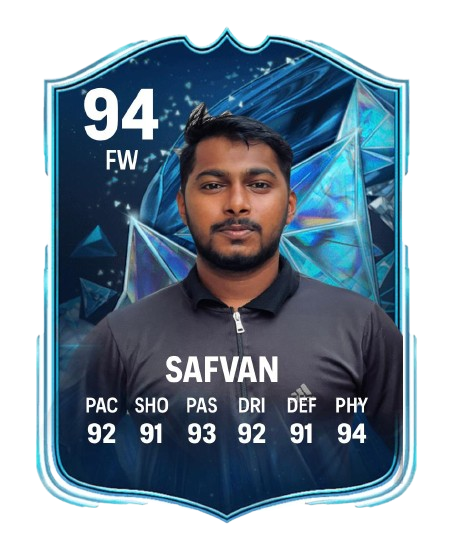 94
FW
SAFVAN
PAC SHO PAS DRI DEF PHY
92 91 93 92 91 94